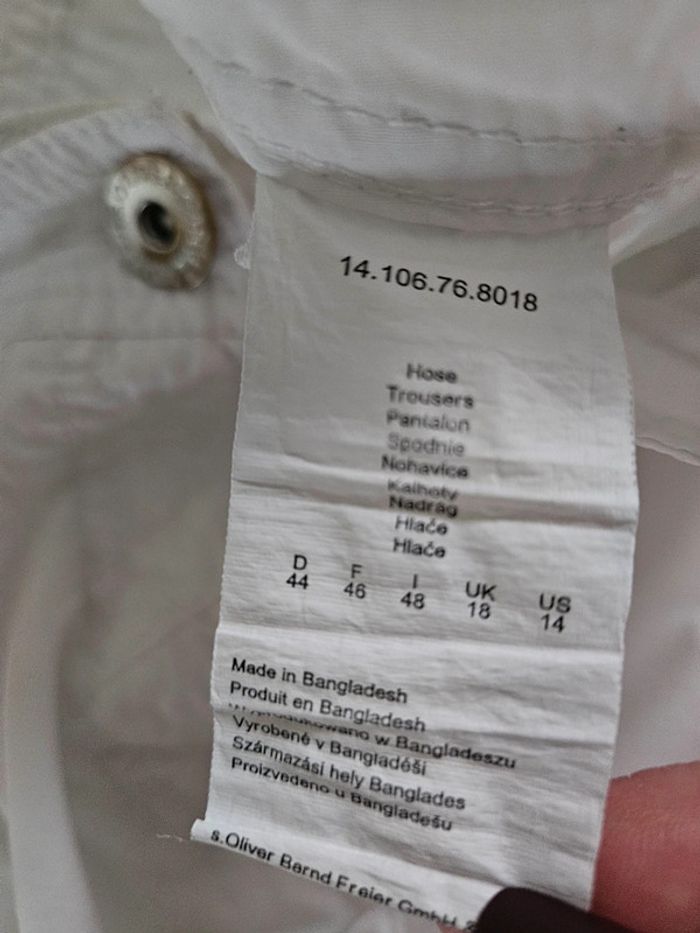 14.106.76.8018
Hose
Trousers
Pantalon
Spodnie
Nohavice
Kalhoty
Nadrág
Hlače
Hlače
D F I UK US
44 46 48 18 14
Made in Bangladesh
Produit en Bangladesh
Wyprodukowano w Bangladeszu
Vyrobené v Bangladéši
Származási hely Banglades
Proizvedeno u Bangladešu
s.Oliver Bernd Freier GmbH